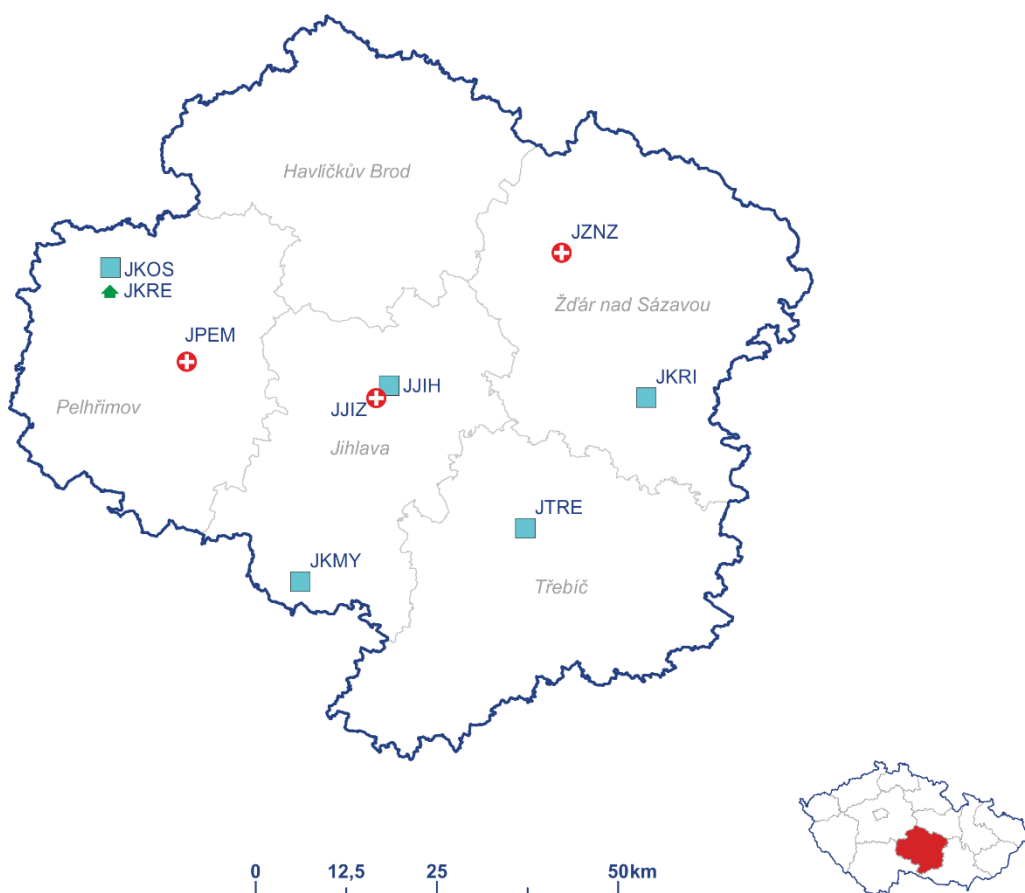 Havlíčkův Brod
JZNZ
JKOS
JKRE
Žďár nad Sázavou
JPEM
JJIH
JKRI
JJIZ
Pelhřimov
Jihlava
JTRE
JKMY
Třebíč
0 12,5 25 50km